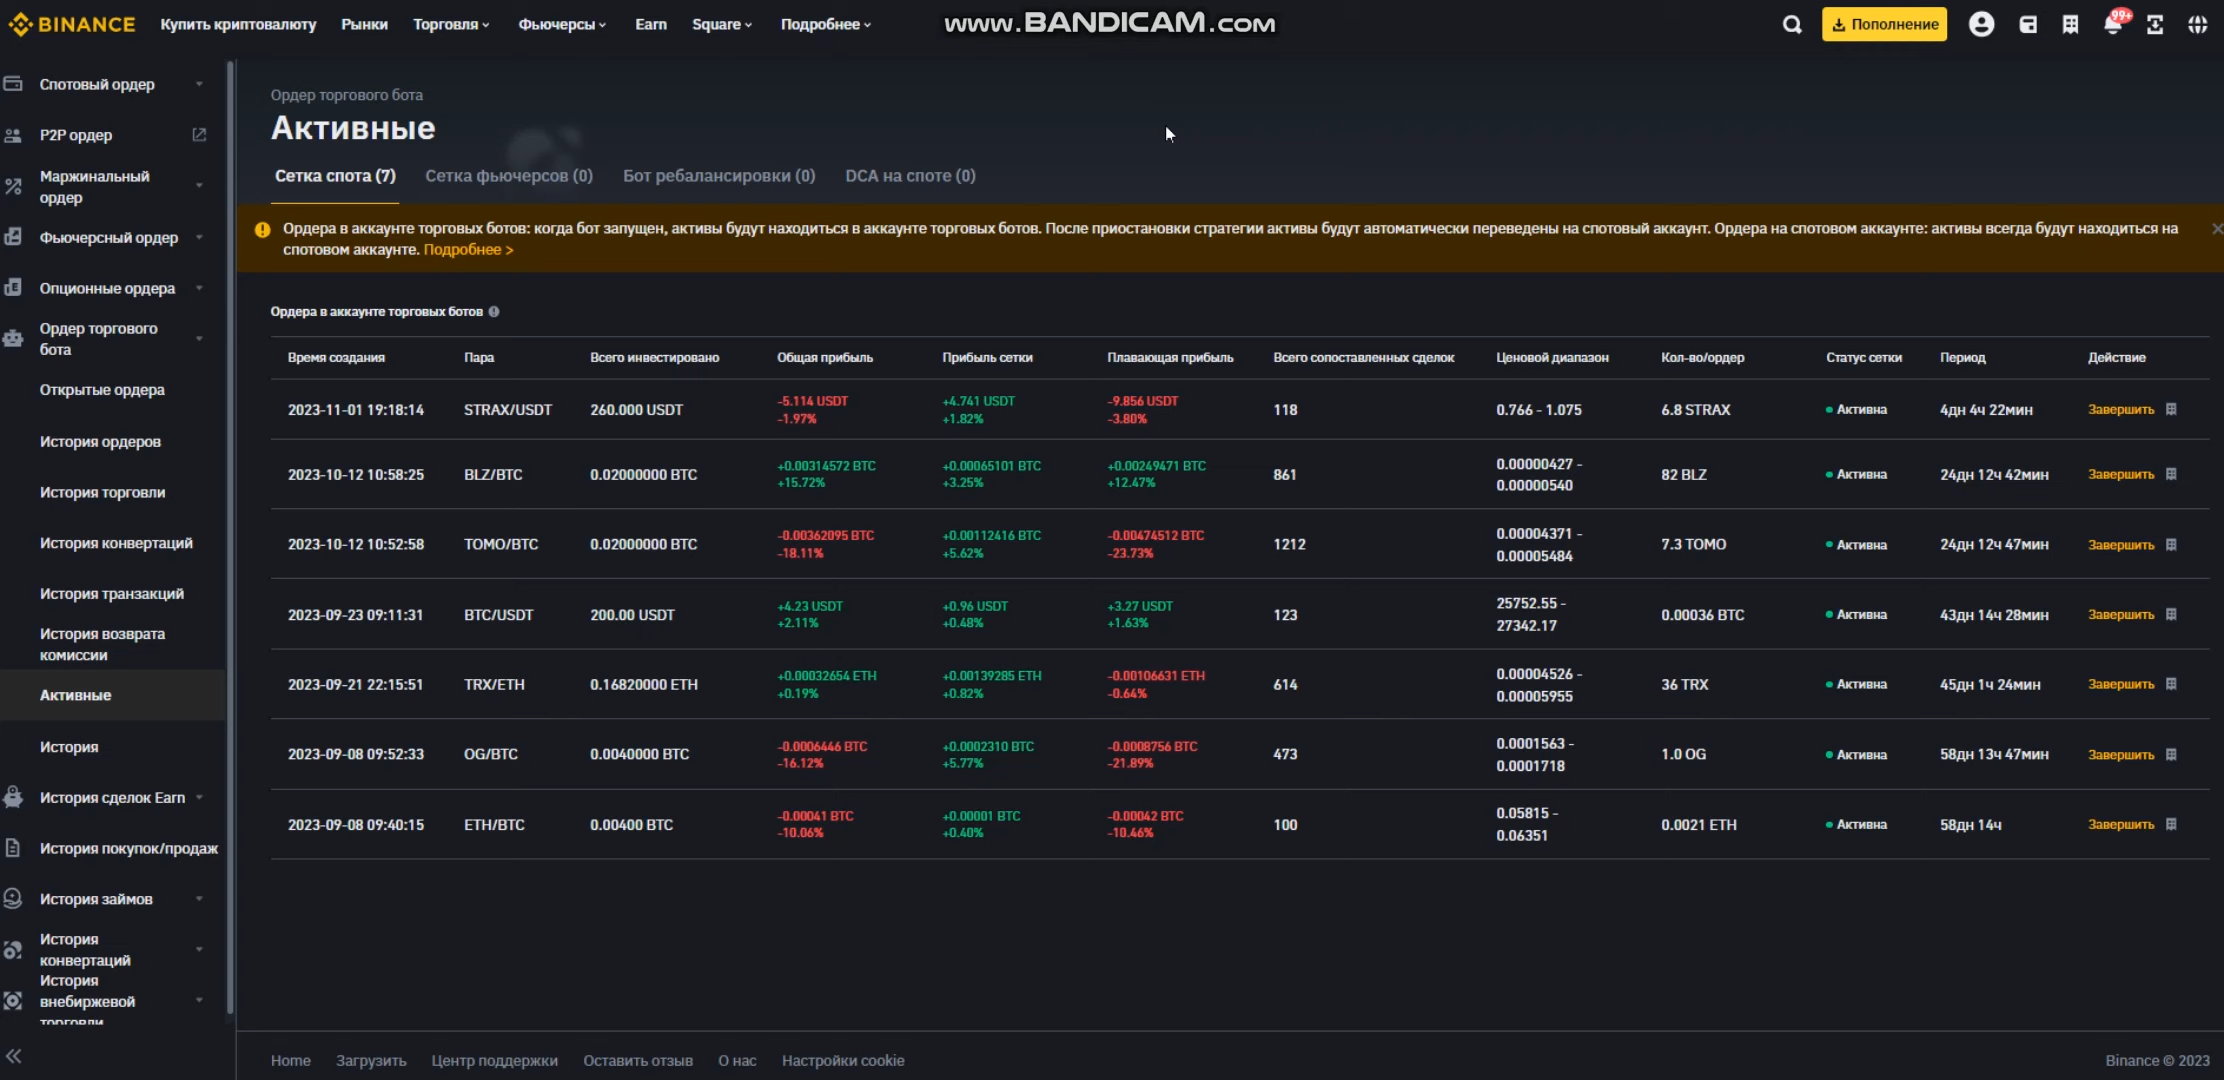 BINANCE Купить криптовалюту Рынки Торговля Фьючерсы Earn Square Подробнее www.BANDICAM.com Пополнение 99+
Спотовый ордер
P2P ордер
Маржинальный
ордер
Фьючерсный ордер
Опционные ордера
Ордер торгового
бота
Открытые ордера
История ордеров
История торговли
История конвертаций
История транзакций
История возврата
комиссии
Активные
История
История сделок Earn
История покупок/продаж
История займов
История
конвертаций
История
внебиржевой
торговли
Ордер торгового бота
Активные
Сетка спота (7) Сетка фьючерсов (0) Бот ребалансировки (0) DCA на споте (0)
Ордера в аккаунте торговых ботов: когда бот запущен, активы будут находиться в аккаунте торговых ботов. После приостановки стратегии активы будут автоматически переведены на спотовый аккаунт. Ордера на спотовом аккаунте: активы всегда будут находиться на
спотовом аккаунте. Подробнее >
Ордера в аккаунте торговых ботов
Время создания Пара Всего инвестировано Общая прибыль Прибыль сетки Плавающая прибыль Всего сопоставленных сделок Ценовой диапазон Кол-во/ордер Статус сетки Период Действие
-5.114 USDT +4.741 USDT -9.856 USDT
2023-11-01 19:18:14 STRAX/USDT 260.000 USDT 118 0.766 - 1.075 6.8 STRAX Активна 4дн 4ч 22мин Завершить
-1.97% +1.82% -3.80%
+0.00314572 BTC +0.00065101 BTC +0.00249471 BTC 0.00000427 -
2023-10-12 10:58:25 BLZ/BTC 0.02000000 BTC 861 82 BLZ Активна 24дн 12ч 42мин Завершить
+15.72% +3.25% +12.47% 0.00000540
-0.00362095 BTC +0.00112416 BTC -0.00474512 BTC 0.00004371 -
2023-10-12 10:52:58 TOMO/BTC 0.02000000 BTC 1212 7.3 TOMO Активна 24дн 12ч 47мин Завершить
-18.11% +5.62% -23.73% 0.00005484
+4.23 USDT +0.96 USDT +3.27 USDT 25752.55 -
2023-09-23 09:11:31 BTC/USDT 200.00 USDT 123 0.00036 BTC Активна 43дн 14ч 28мин Завершить
+2.11% +0.48% +1.63% 27342.17
+0.00032654 ETH +0.00139285 ETH -0.00106631 ETH 0.00004526 -
2023-09-21 22:15:51 TRX/ETH 0.16820000 ETH 614 36 TRX Активна 45дн 1ч 24мин Завершить
+0.19% +0.82% -0.64% 0.00005955
-0.0006446 BTC +0.0002310 BTC -0.0008756 BTC 0.0001563 -
2023-09-08 09:52:33 OG/BTC 0.0040000 BTC 473 1.0 OG Активна 58дн 13ч 47мин Завершить
-16.12% +5.77% -21.89% 0.0001718
-0.00041 BTC +0.00001 BTC -0.00042 BTC 0.05815 -
2023-09-08 09:40:15 ETH/BTC 0.00400 BTC 100 0.0021 ETH Активна 58дн 14ч Завершить
-10.06% +0.40% -10.46% 0.06351
Home Загрузить Центр поддержки Оставить отзыв О нас Настройки cookie Binance © 2023